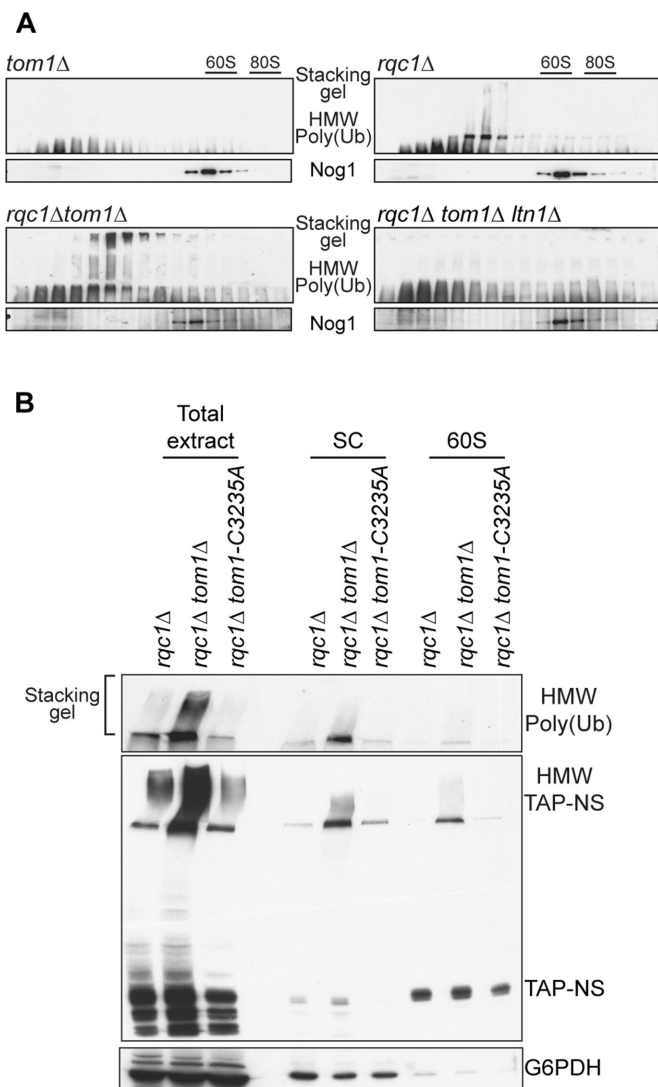 A
tom1Δ
60S 80S
Stacking
gel
HMW
Poly(Ub)
Nog1
rqc1Δ
60S 80S
rqc1Δtom1Δ
Stacking
gel
HMW
Poly(Ub)
Nog1
rqc1Δ tom1Δ ltn1Δ
B
Total
extract
SC
60S
rqc1Δ
rqc1Δ tom1Δ
rqc1Δ tom1-C3235A
rqc1Δ
rqc1Δ tom1Δ
rqc1Δ tom1-C3235A
rqc1Δ
rqc1Δ tom1Δ
rqc1Δ tom1-C3235A
Stacking
gel
HMW
Poly(Ub)
HMW
TAP-NS
TAP-NS
G6PDH